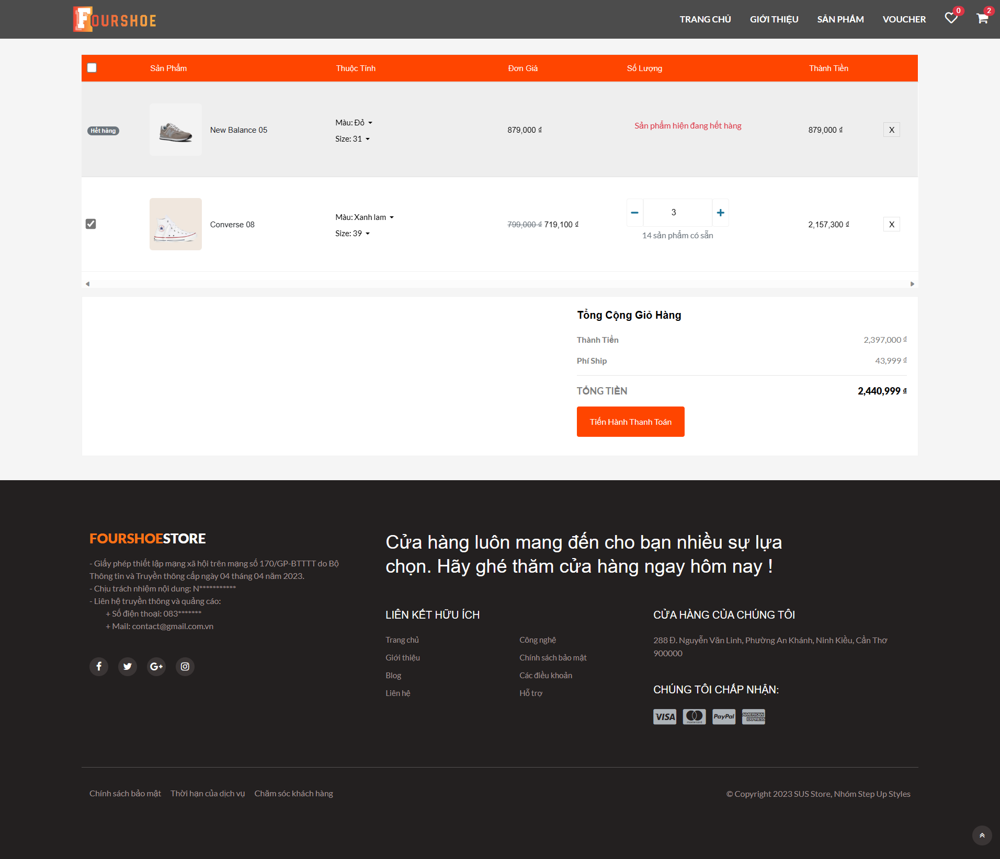 FOURSHOE
TRANG CHỦ GIỚI THIỆU SẢN PHẨM VOUCHER 0 2
Sản Phẩm Thuộc Tính Đơn Giá Số Lượng Thành Tiền
Hết hàng New Balance 05 Màu: Đỏ Size: 31 879,000 ₫ Sản phẩm hiện đang hết hàng 879,000 ₫ X
Converse 08 Màu: Xanh lam Size: 39 799,000 ₫ 719,100 ₫ 3 14 sản phẩm có sẵn 2,157,300 ₫ X
Tổng Cộng Giỏ Hàng
Thành Tiền 2,397,000 ₫
Phí Ship 43,999 ₫
TỔNG TIỀN 2,440,999 ₫
Tiến Hành Thanh Toán
FOURSHOESTORE
- Giấy phép thiết lập mạng xã hội trên mạng số 170/GP-BTTTT do Bộ
Thông tin và Truyền thông cấp ngày 04 tháng 04 năm 2023.
- Chịu trách nhiệm nội dung: N***********
- Liên hệ truyền thông và quảng cáo:
+ Số điện thoại: 083*******
+ Mail: contact@gmail.com.vn
Cửa hàng luôn mang đến cho bạn nhiều sự lựa
chọn. Hãy ghé thăm cửa hàng ngay hôm nay !
LIÊN KẾT HỮU ÍCH
Trang chủ
Giới thiệu
Blog
Liên hệ
Công nghệ
Chính sách bảo mật
Các điều khoản
Hỗ trợ
CỬA HÀNG CỦA CHÚNG TÔI
288 Đ. Nguyễn Văn Linh, Phường An Khánh, Ninh Kiều, Cần Thơ
900000
CHÚNG TÔI CHẤP NHẬN:
VISA mastercard PayPal AMERICAN EXPRESS
Chính sách bảo mật Thời hạn của dịch vụ Chăm sóc khách hàng
© Copyright 2023 SUS Store, Nhóm Step Up Styles